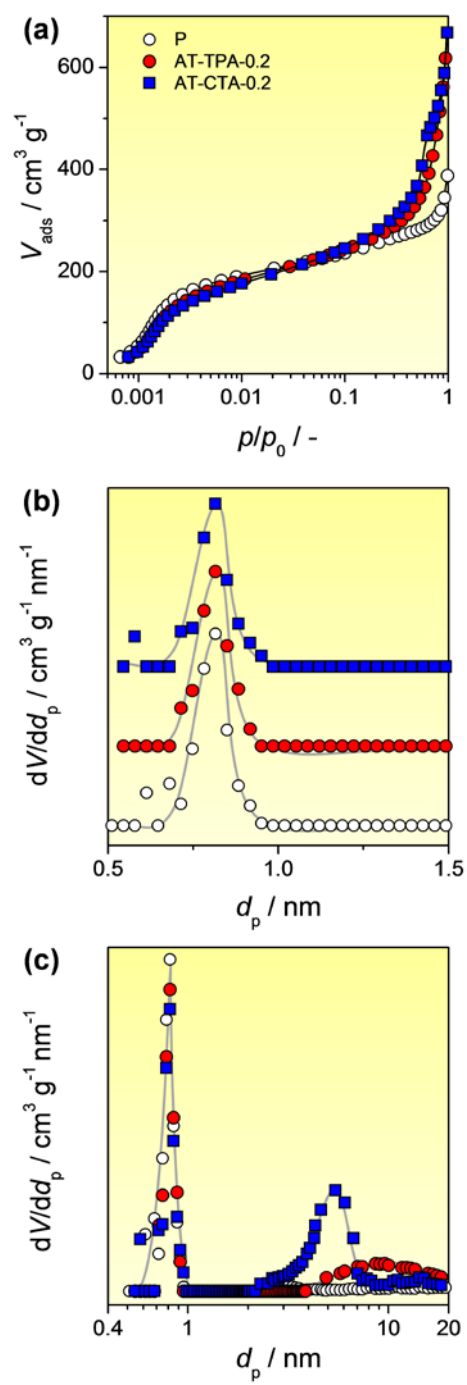 (a)
P
AT-TPA-0.2
AT-CTA-0.2
600
400
200
0
V_ads / cm³ g⁻¹
0.001 0.01 0.1 1
p/p₀ / -
(b)
dV/dd_p / cm³ g⁻¹ nm⁻¹
0.5 1.0 1.5
d_p / nm
(c)
dV/dd_p / cm³ g⁻¹ nm⁻¹
0.4 1 10 20
d_p / nm